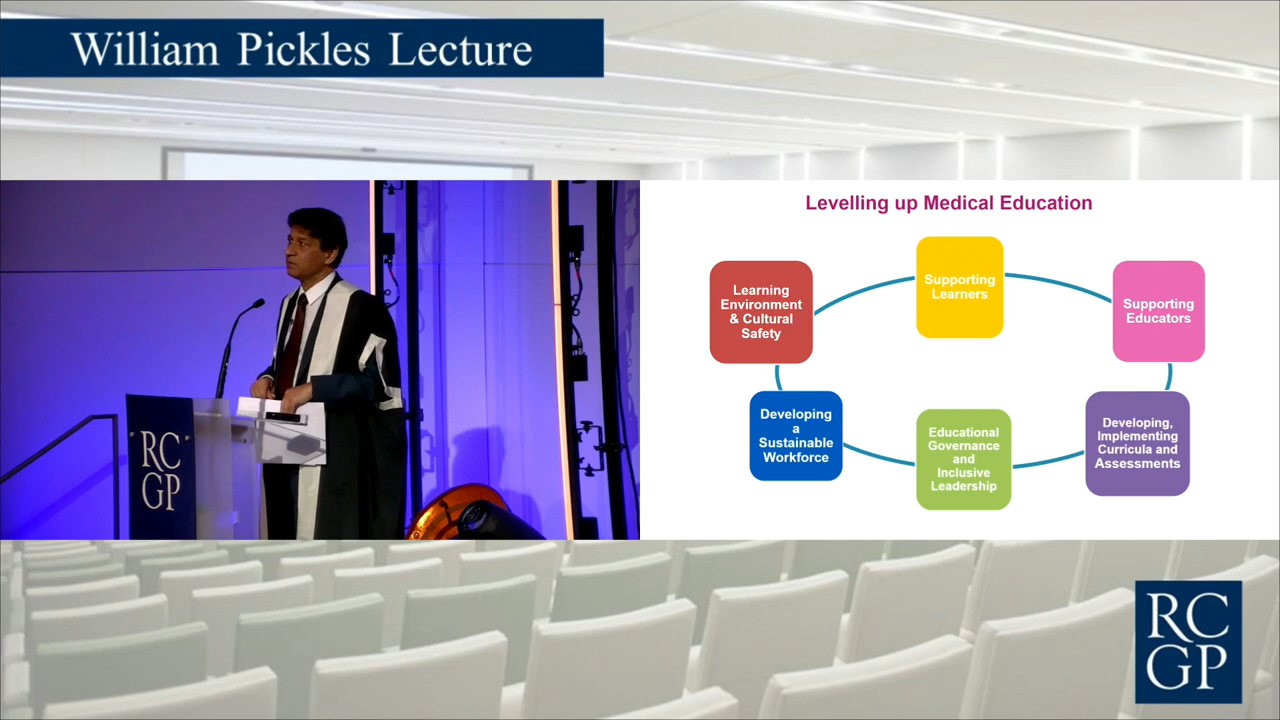 William Pickles Lecture
RC
GP
Levelling up Medical Education
Learning
Environment
& Cultural
Safety
Supporting
Learners
Supporting
Educators
Developing
a
Sustainable
Workforce
Educational
Governance
and
Inclusive
Leadership
Developing,
Implementing
Curricula and
Assessments
RC
GP